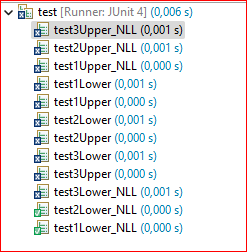 test [Runner: JUnit 4] (0,006 s)
test3Upper_NLL (0,001 s)
test2Upper_NLL (0,001 s)
test1Upper_NLL (0,000 s)
test1Lower (0,001 s)
test1Upper (0,000 s)
test2Lower (0,001 s)
test2Upper (0,000 s)
test3Lower (0,001 s)
test3Upper (0,000 s)
test3Lower_NLL (0,001 s)
test2Lower_NLL (0,000 s)
test1Lower_NLL (0,000 s)